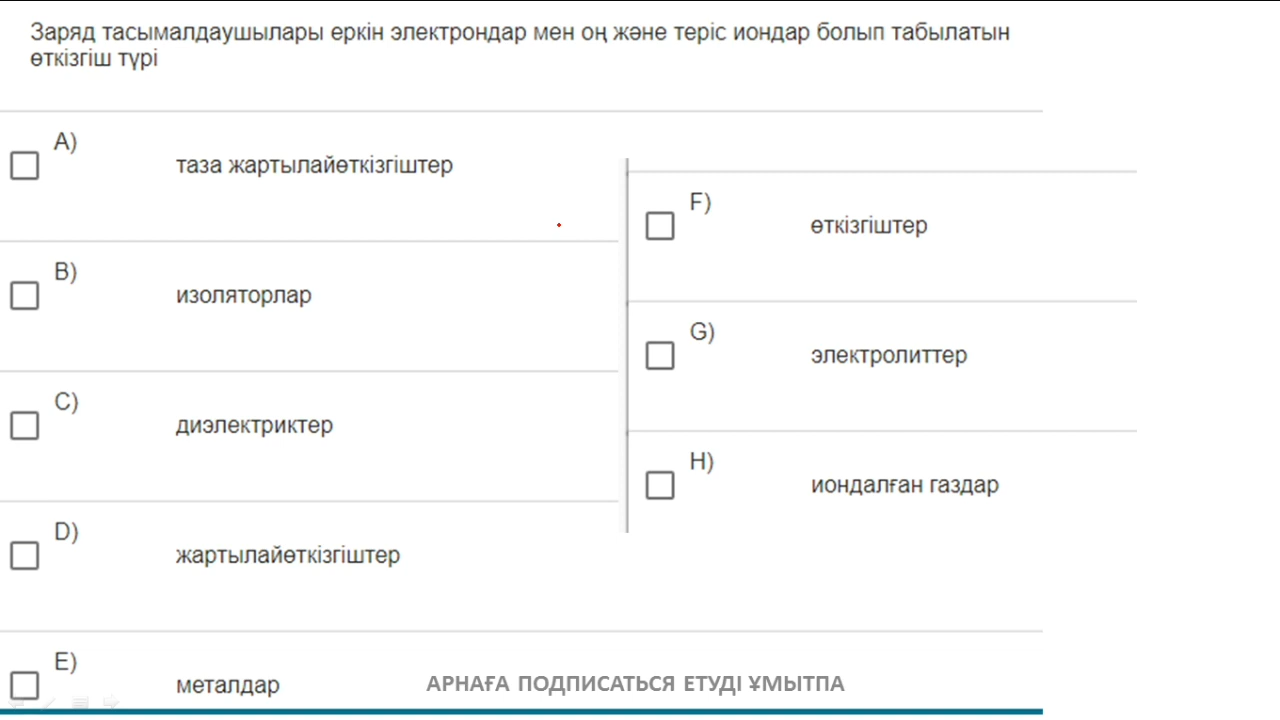 Заряд тасымалдаушылары еркін электрондар мен оң және теріс иондар болып табылатын
өткізгіш түрі
A)
таза жартылайөткізгіштер
B)
изоляторлар
C)
диэлектриктер
D)
жартылайөткізгіштер
E)
металдар
F)
өткізгіштер
G)
электролиттер
H)
иондалған газдар
АРНАҒА ПОДПИСАТЬСЯ ЕТУДІ ҰМЫТПА